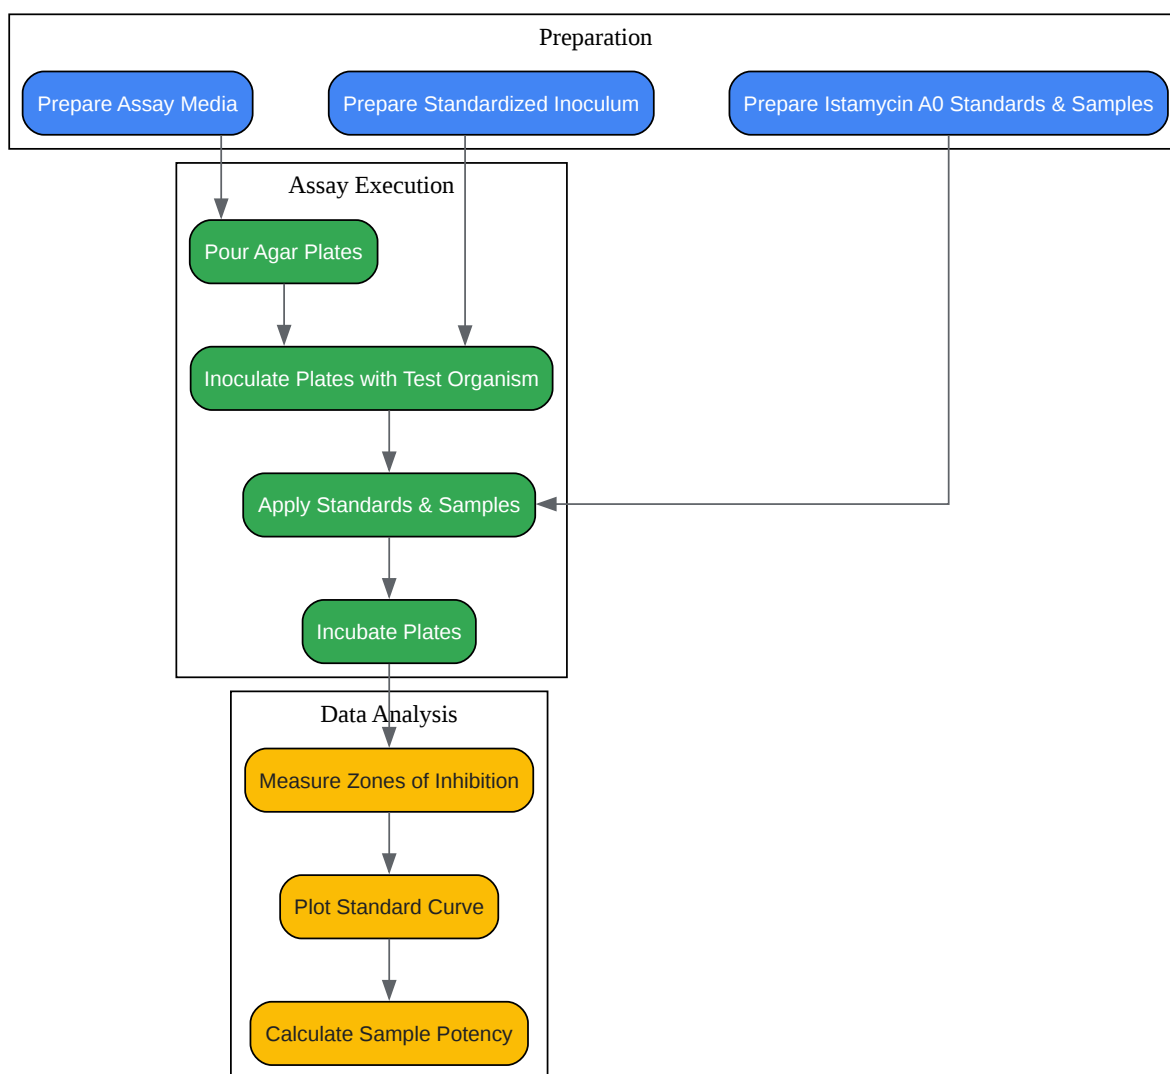 Preparation
Prepare Assay Media
Prepare Standardized Inoculum
Prepare Istamycin A0 Standards & Samples
Assay Execution
Pour Agar Plates
Inoculate Plates with Test Organism
Apply Standards & Samples
Incubate Plates
Data Analysis
Measure Zones of Inhibition
Plot Standard Curve
Calculate Sample Potency